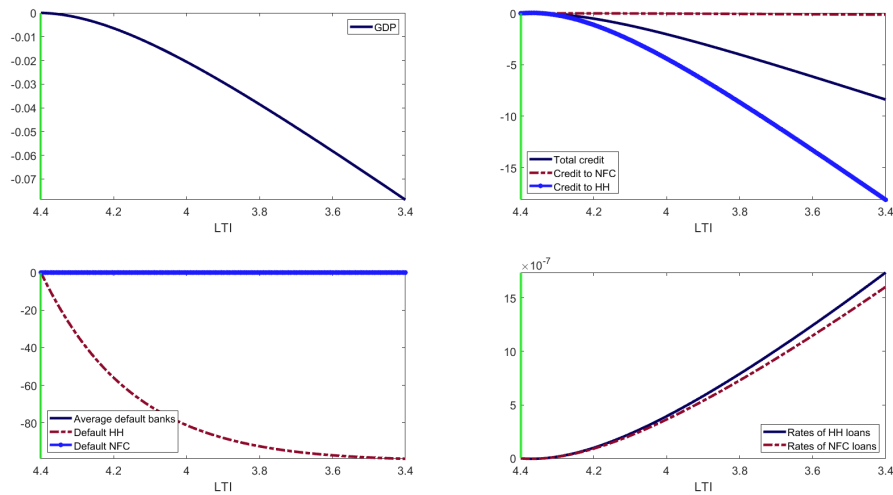 0
-0.01
-0.02
-0.03
-0.04
-0.05
-0.06
-0.07
GDP
4.4 4.2 4 3.8 3.6 3.4
LTI
0
-5
-10
-15
Total credit
Credit to NFC
Credit to HH
4.4 4.2 4 3.8 3.6 3.4
LTI
0
-20
-40
-60
-80
Average default banks
Default HH
Default NFC
4.4 4.2 4 3.8 3.6 3.4
LTI
×10-7
15
10
5
0
Rates of HH loans
Rates of NFC loans
4.4 4.2 4 3.8 3.6 3.4
LTI